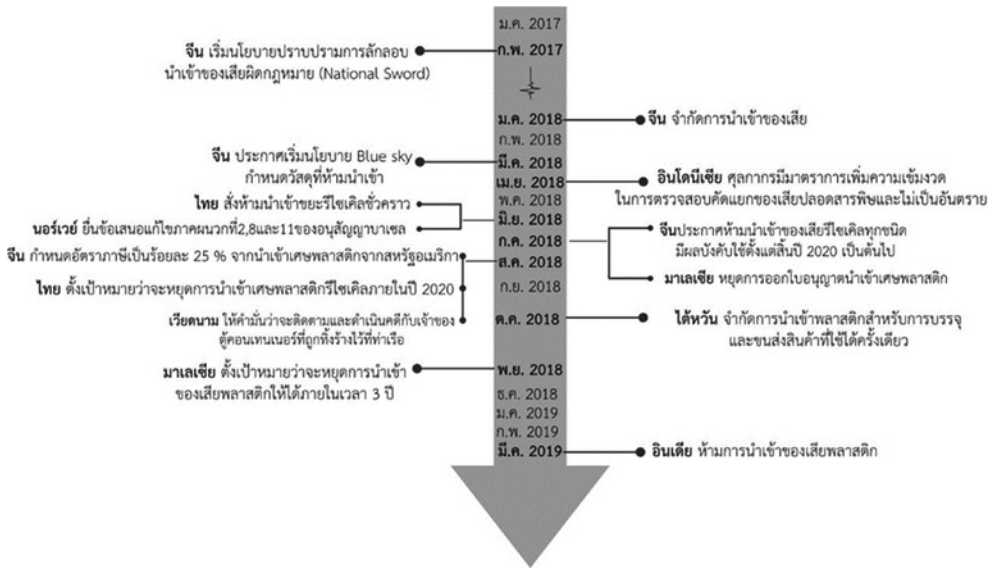 ม.ค. 2017
ก.พ. 2017
จีน เริ่มนโยบายปราบปรามการลักลอบ
นำเข้าของเสียผิดกฎหมาย (National Sword)
ม.ค. 2018
จีน จำกัดการนำเข้าของเสีย
ก.พ. 2018
จีน ประกาศเริ่มนโยบาย Blue sky
กำหนดวัสดุที่ห้ามนำเข้า
มี.ค. 2018
เม.ย. 2018
อินโดนีเซีย ศุลกากรมีมาตราการเพิ่มความเข้มงวด
ในการตรวจสอบคัดแยกของเสียปลอดสารพิษและไม่เป็นอันตราย
พ.ค. 2018
ไทย สั่งห้ามนำเข้าขยะรีไซเคิลชั่วคราว
มิ.ย. 2018
นอร์เวย์ ยื่นข้อเสนอแก้ไขภาคผนวกที่2,8และ11ของอนุสัญญาบาเซล
ก.ค 2018
จีนประกาศห้ามนำเข้าของเสียรีไซเคิลทุกชนิด
มีผลบังคับใช้ตั้งแต่สิ้นปี 2020 เป็นต้นไป
มาเลเซีย หยุดการออกใบอนุญาตนำเข้าเศษพลาสติก
จีน กำหนดอัตราภาษีเป็นร้อยละ 25 % จากนำเข้าเศษพลาสติกจากสหรัฐอเมริกา
ส.ค. 2018
ไทย ตั้งเป้าหมายว่าจะหยุดการนำเข้าเศษพลาสติกรีไซเคิลภายในปี 2020
ก.ย. 2018
เวียดนาม ให้คำมั่นว่าจะติดตามและดำเนินคดีกับเจ้าของ
ตู้คอนเทนเนอร์ที่ถูกทิ้งร้างไว้ที่ท่าเรือ
ต.ค. 2018
ไต้หวัน จำกัดการนำเข้าพลาสติกสำหรับการบรรจุ
และขนส่งสินค้าที่ใช้ได้ครั้งเดียว
มาเลเซีย ตั้งเป้าหมายว่าจะหยุดการนำเข้า
ของเสียพลาสติกให้ได้ภายในเวลา 3 ปี
พ.ย. 2018
ธ.ค. 2018
ม.ค. 2019
ก.พ. 2019
มี.ค. 2019
อินเดีย ห้ามการนำเข้าของเสียพลาสติก